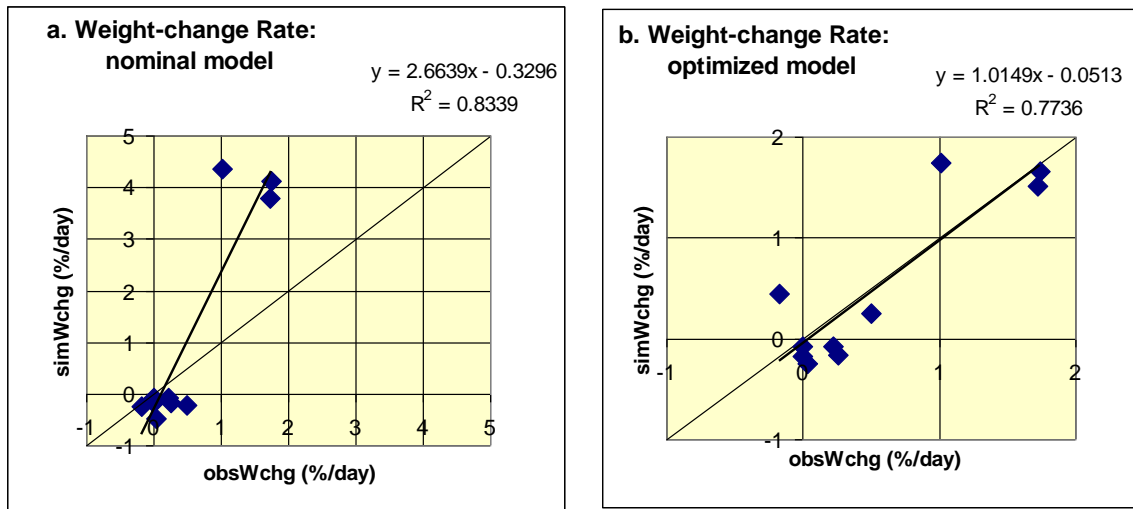 a. Weight-change Rate:
nominal model
y = 2.6639x - 0.3296
R² = 0.8339
5
4
3
2
1
0
-1
-1 0 1 2 3 4 5
simWchg (%/day)
obsWchg (%/day)
b. Weight-change Rate:
optimized model
y = 1.0149x - 0.0513
R² = 0.7736
2
1
0
-1
-1 0 1 2
simWchg (%/day)
obsWchg (%/day)